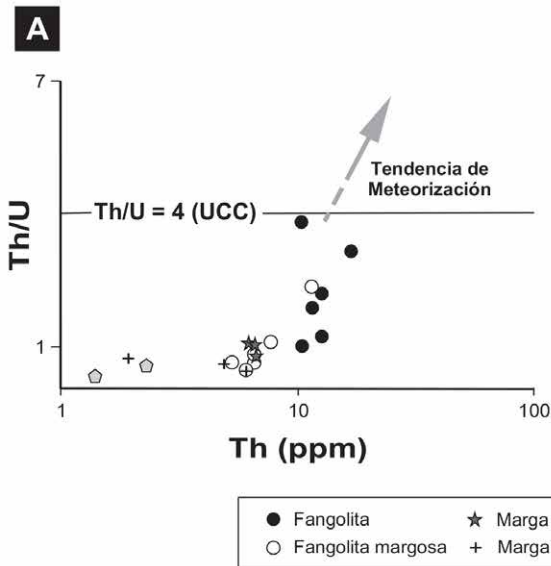 A
7
Tendencia de
Meteorización
Th/U = 4 (UCC)
Th/U
1
1 10 100
Th (ppm)
Fangolita Marga
Fangolita margosa Marga